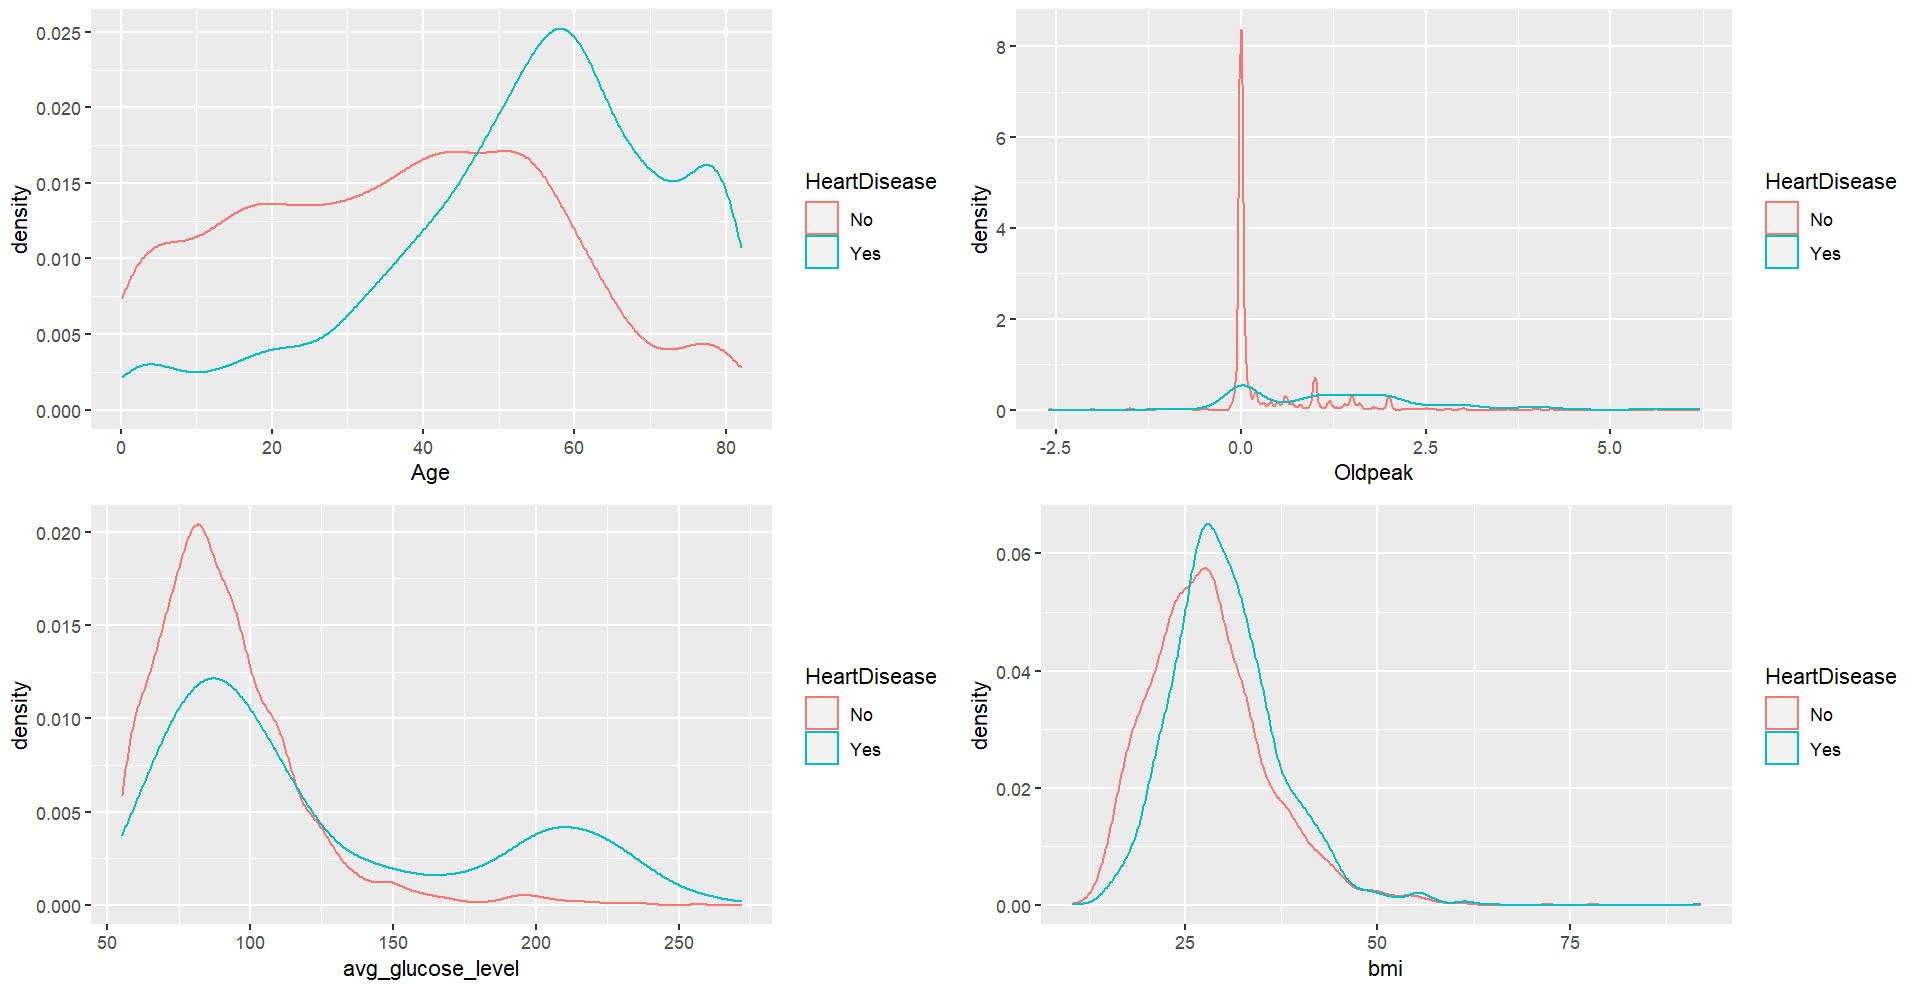 density
0.025
0.020
0.015
0.010
0.005
0.000
0 20 40 60 80
Age
HeartDisease
No
Yes
density
8
6
4
2
0
-2.5 0.0 2.5 5.0
Oldpeak
HeartDisease
No
Yes
density
0.020
0.015
0.010
0.005
0.000
50 100 150 200 250
avg_glucose_level
HeartDisease
No
Yes
density
0.06
0.04
0.02
0.00
25 50 75
bmi
HeartDisease
No
Yes